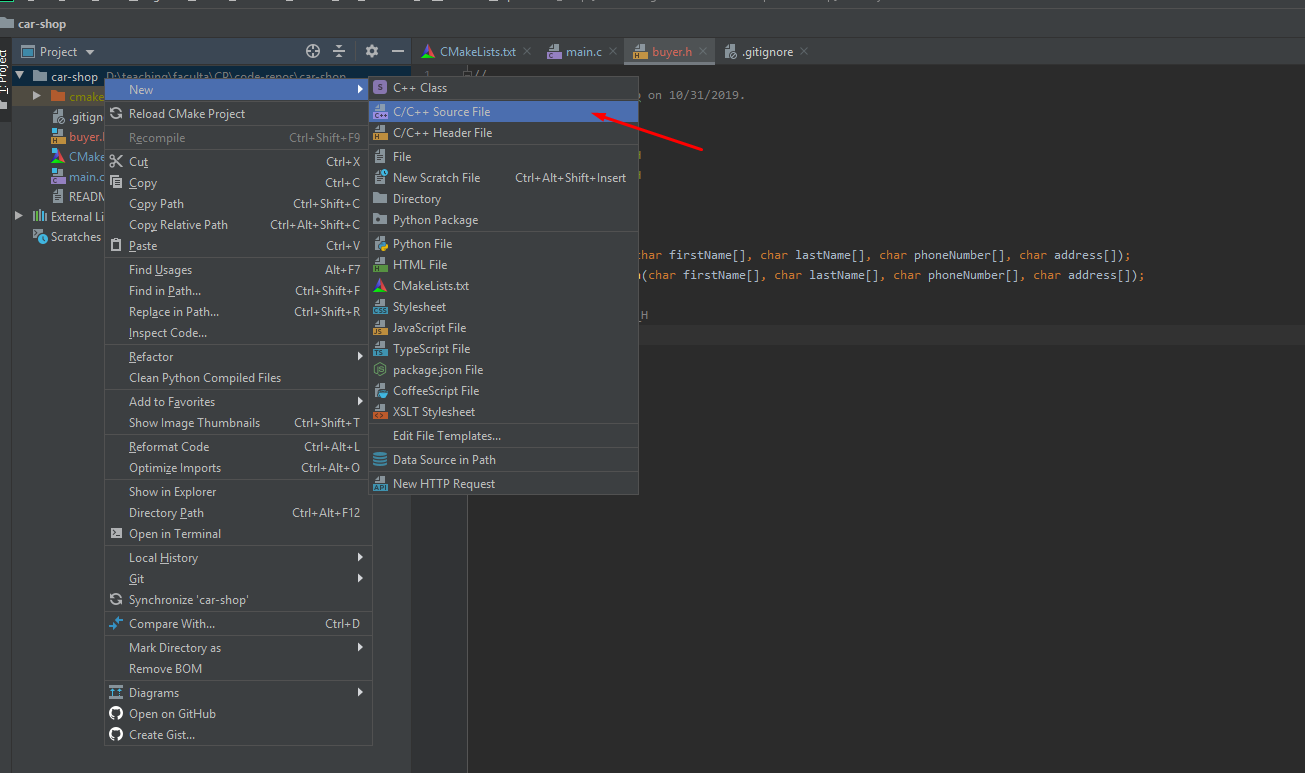 car-shop
Project
CMakeLists.txt
main.c
buyer.h
.gitignore
1: Project
car-shop D:\teaching\faculta\CP\code-repos\car-shop
cmake
.gitign
buyer.h
CMake
main.c
READM
External Li
Scratches
New
Reload CMake Project
Recompile Ctrl+Shift+F9
Cut Ctrl+X
Copy Ctrl+C
Copy Path Ctrl+Shift+C
Copy Relative Path Ctrl+Alt+Shift+C
Paste Ctrl+V
Find Usages Alt+F7
Find in Path... Ctrl+Shift+F
Replace in Path... Ctrl+Shift+R
Inspect Code...
Refactor
Clean Python Compiled Files
Add to Favorites
Show Image Thumbnails Ctrl+Shift+T
Reformat Code Ctrl+Alt+L
Optimize Imports Ctrl+Alt+O
Show in Explorer
Directory Path Ctrl+Alt+F12
Open in Terminal
Local History
Git
Synchronize 'car-shop'
Compare With... Ctrl+D
Mark Directory as
Remove BOM
Diagrams
Open on GitHub
Create Gist...
C++ Class
C/C++ Source File
C/C++ Header File
File
New Scratch File Ctrl+Alt+Shift+Insert
Directory
Python Package
Python File
HTML File
CMakeLists.txt
Stylesheet
JavaScript File
TypeScript File
package.json File
CoffeeScript File
XSLT Stylesheet
Edit File Templates...
Data Source in Path
New HTTP Request
1 //
on 10/31/2019.
har firstName[], char lastName[], char phoneNumber[], char address[]);
(char firstName[], char lastName[], char phoneNumber[], char address[]);
_H